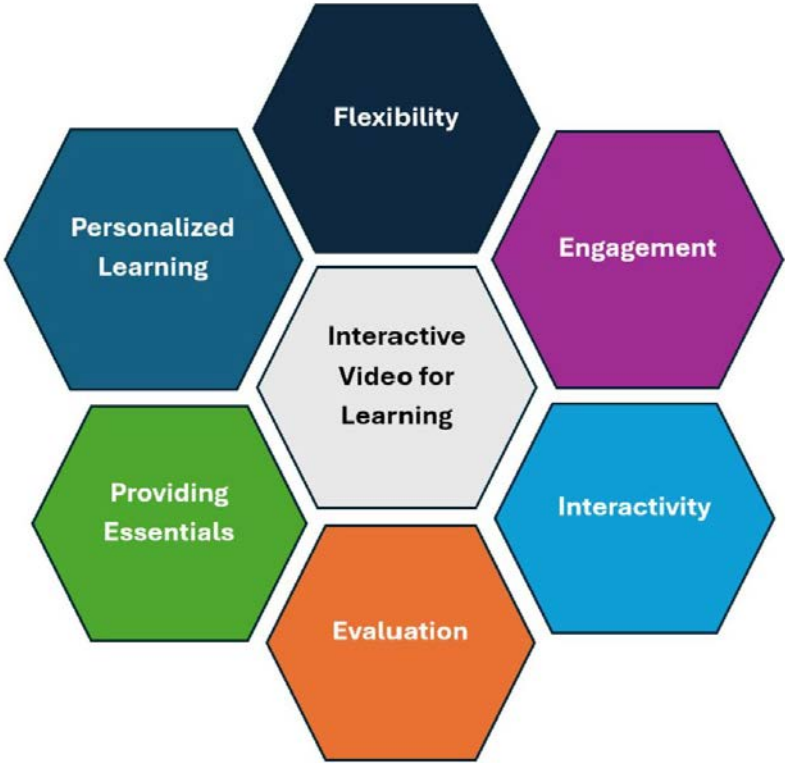 Flexibility
Personalized
Learning
Engagement
Interactive
Video for
Learning
Providing
Essentials
Interactivity
Evaluation